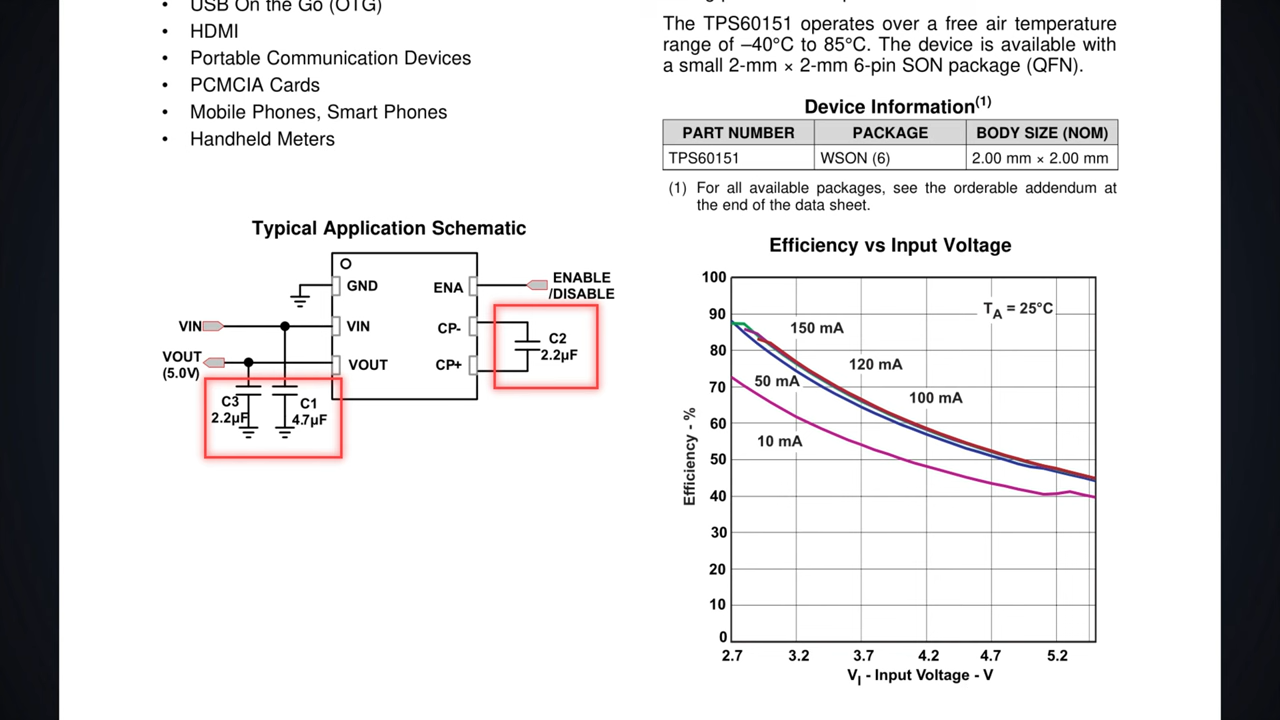 • USB On the Go (OTG)
• HDMI
• Portable Communication Devices
• PCMCIA Cards
• Mobile Phones, Smart Phones
• Handheld Meters
The TPS60151 operates over a free air temperature
range of –40°C to 85°C. The device is available with
a small 2-mm × 2-mm 6-pin SON package (QFN).
Device Information(1)
PART NUMBER PACKAGE BODY SIZE (NOM)
TPS60151 WSON (6) 2.00 mm × 2.00 mm
(1) For all available packages, see the orderable addendum at
the end of the data sheet.
Typical Application Schematic
GND
ENA
ENABLE
/DISABLE
VIN
VIN
CP-
C2
2.2µF
VOUT
(5.0V)
VOUT
CP+
C3
2.2µF
C1
4.7µF
Efficiency vs Input Voltage
TA = 25°C
150 mA
120 mA
50 mA
100 mA
10 mA
Efficiency - %
100
90
80
70
60
50
40
30
20
10
0
2.7 3.2 3.7 4.2 4.7 5.2
VI - Input Voltage - V